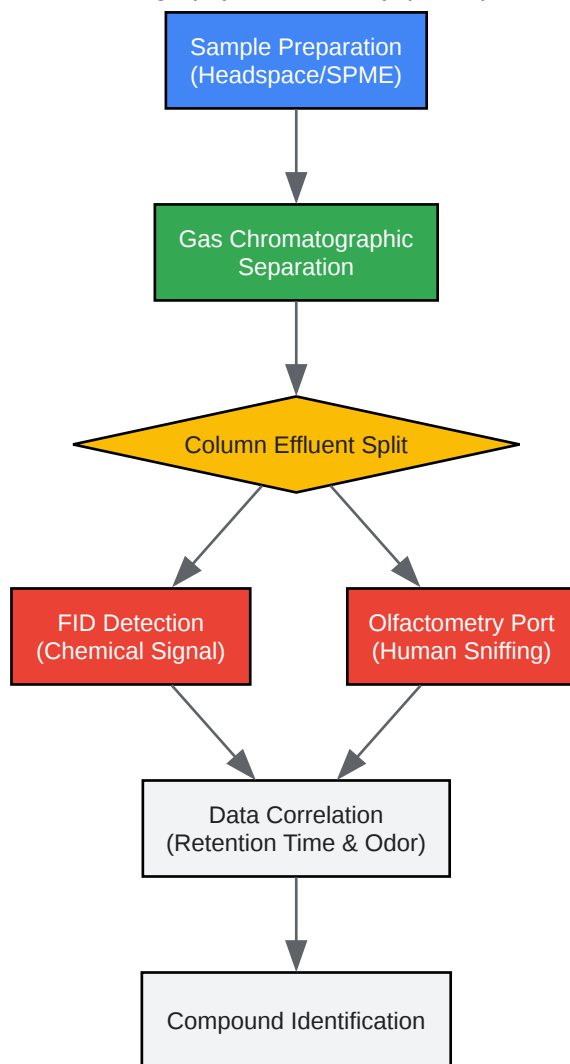 Sample Preparation
(Headspace/SPME)
Gas Chromatographic
Separation
Column Effluent Split
FID Detection
(Chemical Signal)
Olfactometry Port
(Human Sniffing)
Data Correlation
(Retention Time & Odor)
Compound Identification